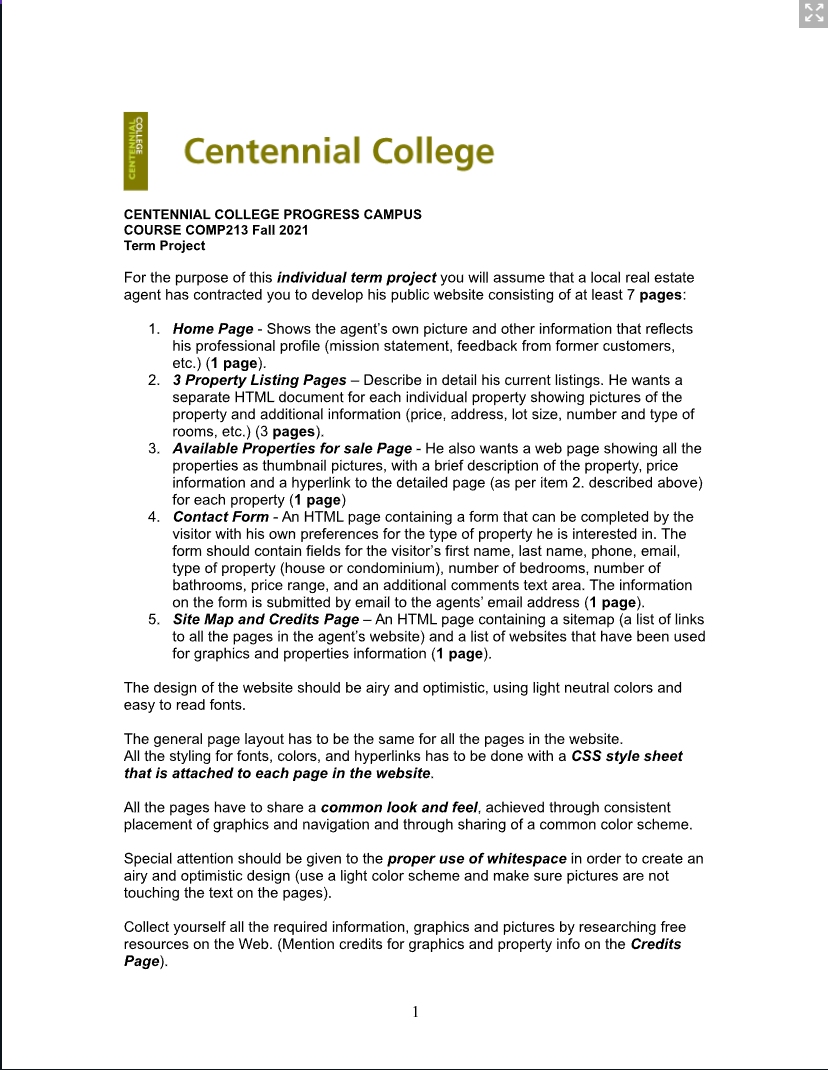 CENTENNIAL
COLLEGE
Centennial College
CENTENNIAL COLLEGE PROGRESS CAMPUS
COURSE COMP213 Fall 2021
Term Project
For the purpose of this individual term project you will assume that a local real estate
agent has contracted you to develop his public website consisting of at least 7 pages:
1. Home Page - Shows the agent’s own picture and other information that reflects
his professional profile (mission statement, feedback from former customers,
etc.) (1 page).
2. 3 Property Listing Pages – Describe in detail his current listings. He wants a
separate HTML document for each individual property showing pictures of the
property and additional information (price, address, lot size, number and type of
rooms, etc.) (3 pages).
3. Available Properties for sale Page - He also wants a web page showing all the
properties as thumbnail pictures, with a brief description of the property, price
information and a hyperlink to the detailed page (as per item 2. described above)
for each property (1 page)
4. Contact Form - An HTML page containing a form that can be completed by the
visitor with his own preferences for the type of property he is interested in. The
form should contain fields for the visitor’s first name, last name, phone, email,
type of property (house or condominium), number of bedrooms, number of
bathrooms, price range, and an additional comments text area. The information
on the form is submitted by email to the agents’ email address (1 page).
5. Site Map and Credits Page – An HTML page containing a sitemap (a list of links
to all the pages in the agent’s website) and a list of websites that have been used
for graphics and properties information (1 page).
The design of the website should be airy and optimistic, using light neutral colors and
easy to read fonts.
The general page layout has to be the same for all the pages in the website.
All the styling for fonts, colors, and hyperlinks has to be done with a CSS style sheet
that is attached to each page in the website.
All the pages have to share a common look and feel, achieved through consistent
placement of graphics and navigation and through sharing of a common color scheme.
Special attention should be given to the proper use of whitespace in order to create an
airy and optimistic design (use a light color scheme and make sure pictures are not
touching the text on the pages).
Collect yourself all the required information, graphics and pictures by researching free
resources on the Web. (Mention credits for graphics and property info on the Credits
Page).
1